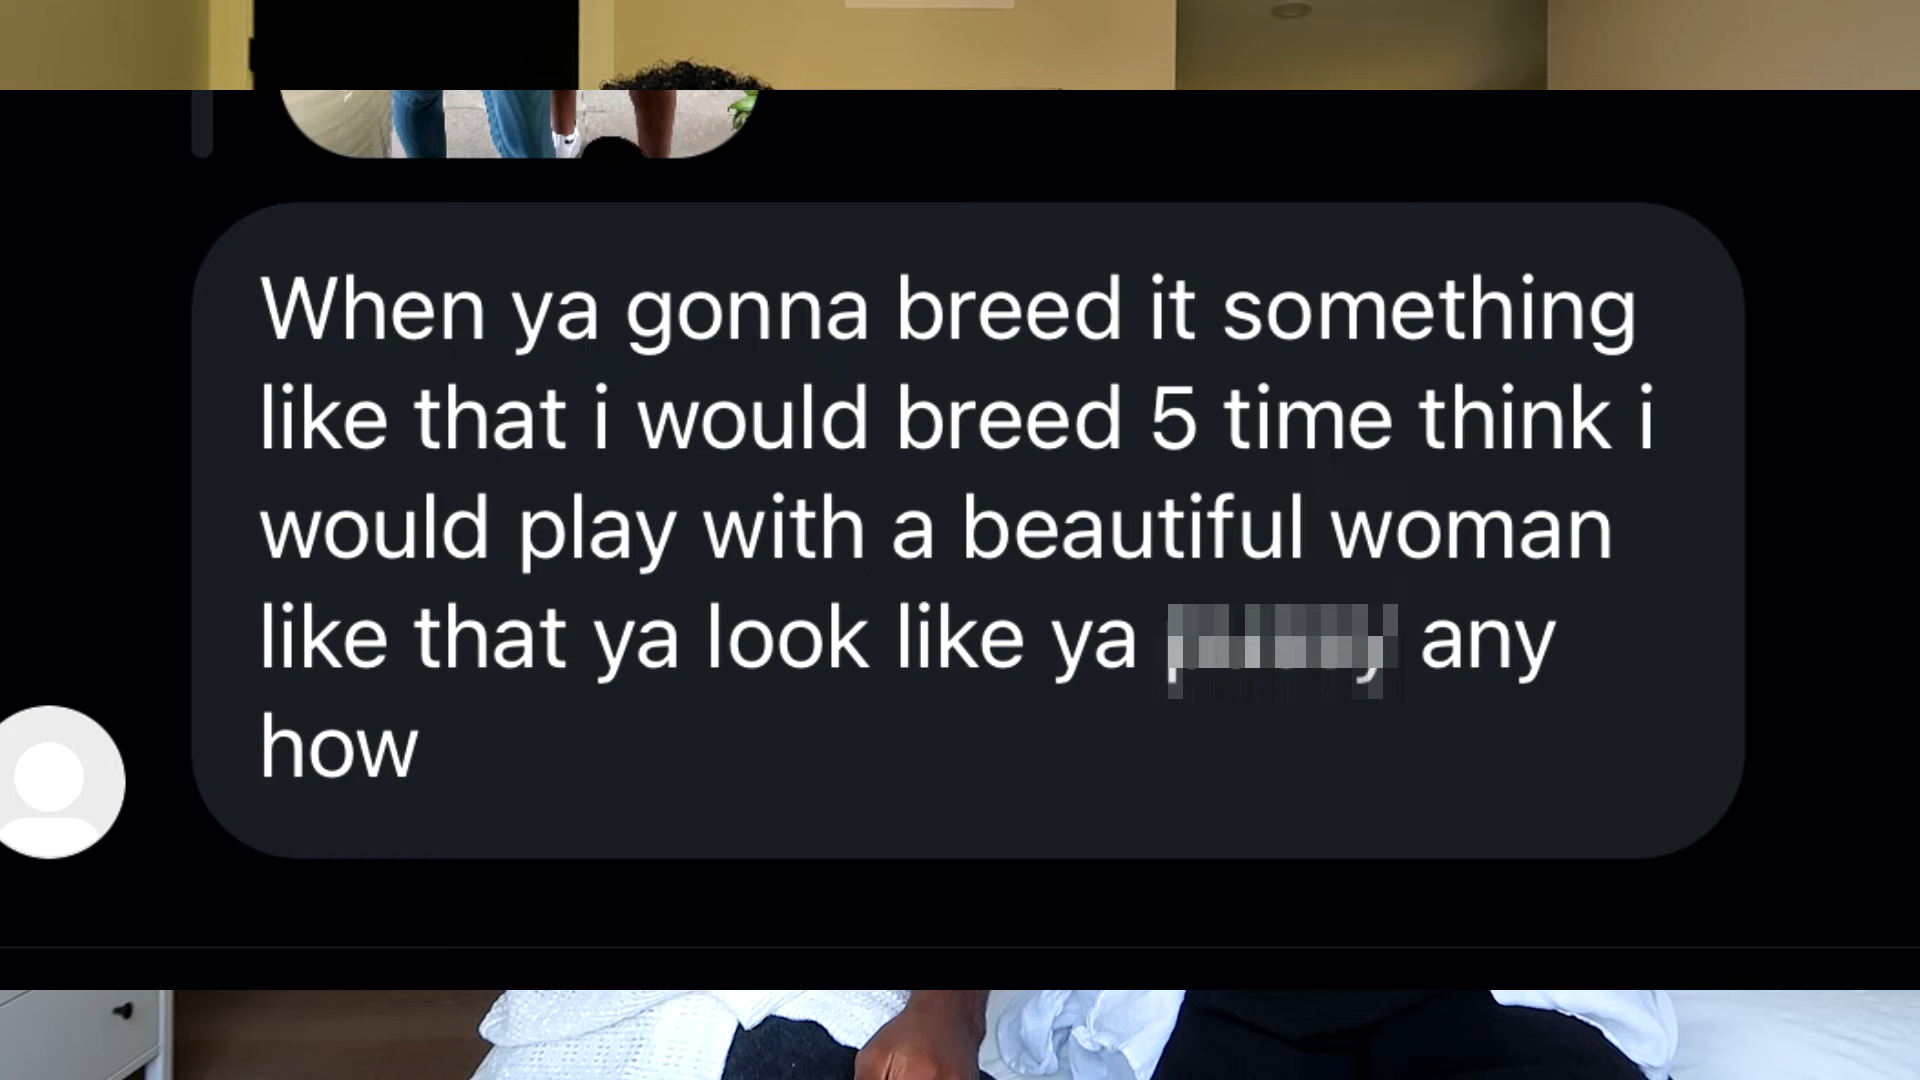 When ya gonna breed it something
like that i would breed 5 time think i
would play with a beautiful woman
like that ya look like ya any
how